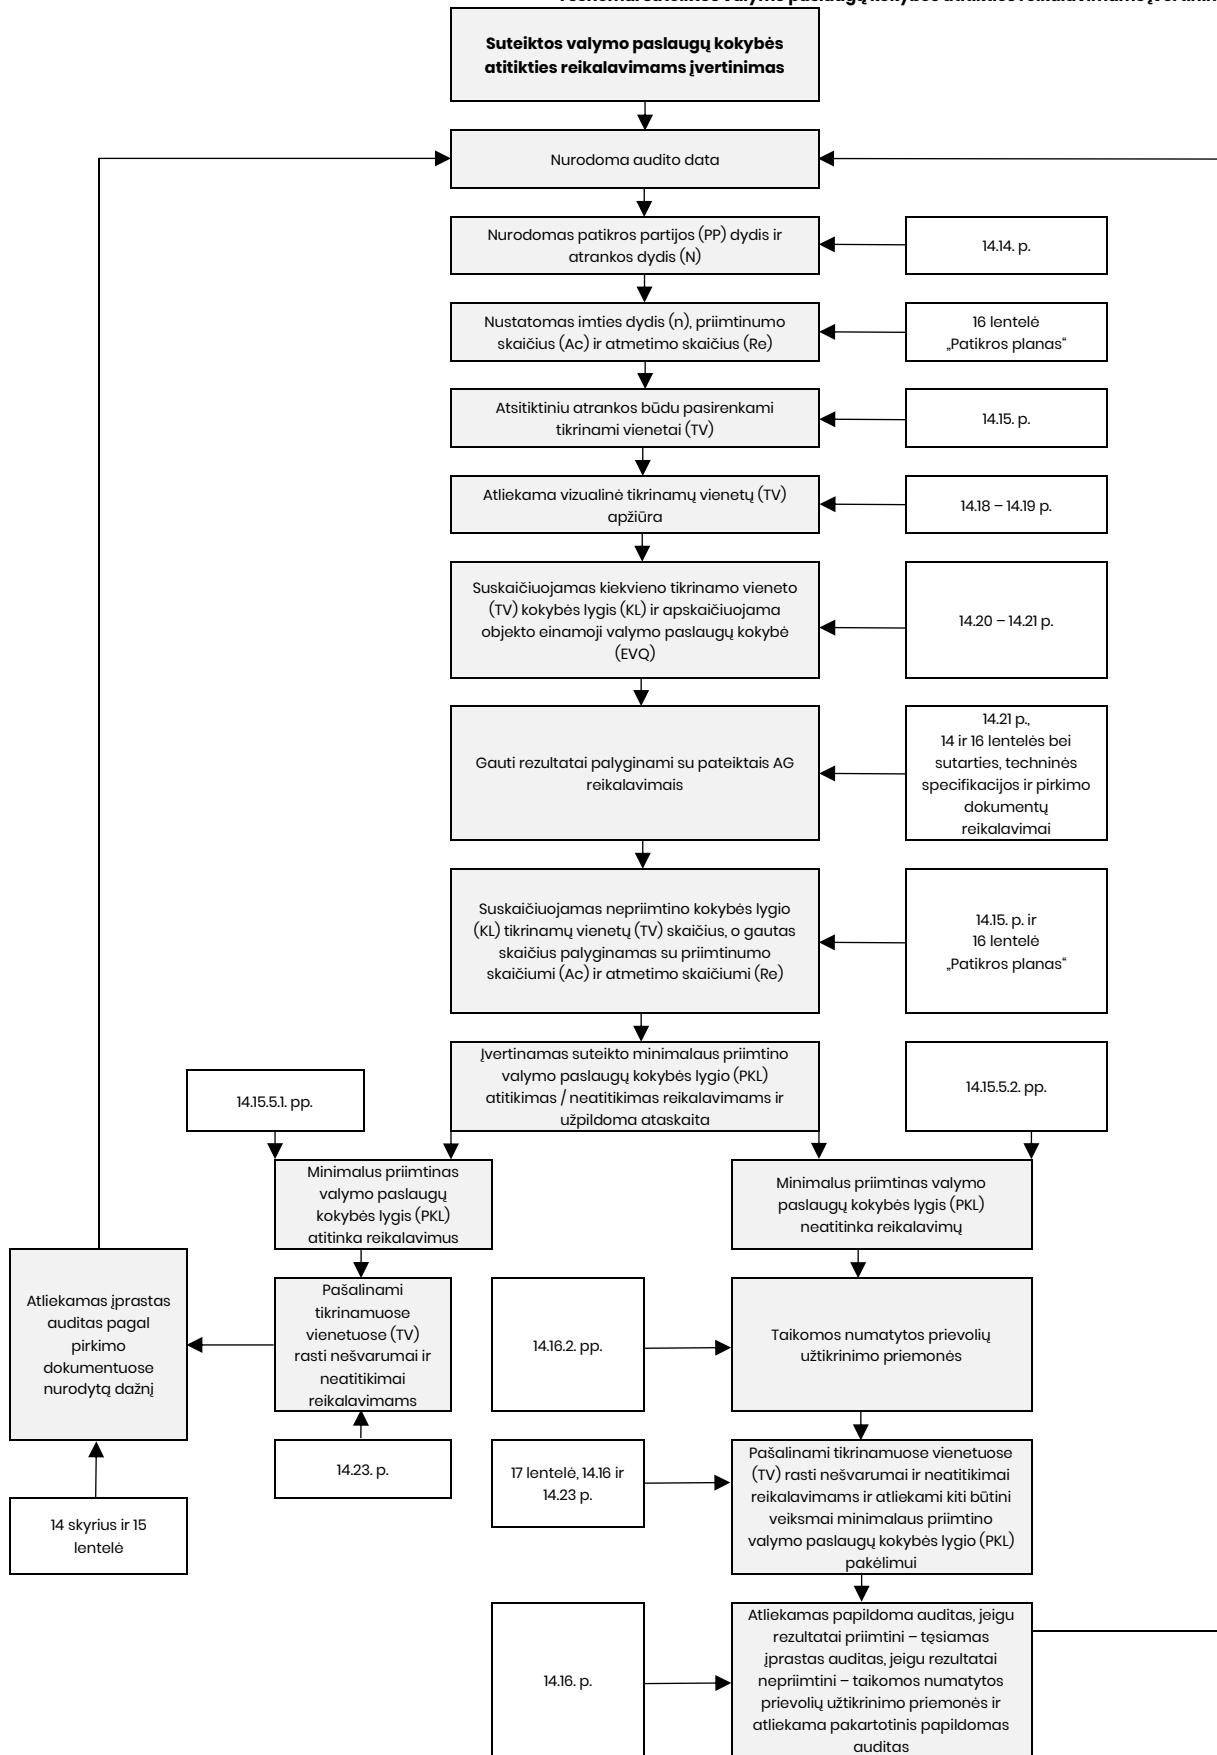 Suteiktos valymo paslaugų kokybės
atitikties reikalavimams įvertinimas
Nurodoma audito data
Nurodomas patikros partijos (PP) dydis ir
atrankos dydis (N)
14.14. p.
Nustatomas imties dydis (n), priimtinumo
skaičius (Ac) ir atmetimo skaičius (Re)
16 lentelė
„Patikros planas“
Atsitiktiniu atrankos būdu pasirenkami
tikrinami vienetai (TV)
14.15. p.
Atliekama vizualinė tikrinamų vienetų (TV)
apžiūra
14.18 – 14.19 p.
Suskaičiuojamas kiekvieno tikrinamo vieneto
(TV) kokybės lygis (KL) ir apskaičiuojama
objekto einamoji valymo paslaugų kokybė
(EVQ)
14.20 – 14.21 p.
Gauti rezultatai palyginami su pateiktais AG
reikalavimais
14.21 p.,
14 ir 16 lentelės bei
sutarties, techninės
specifikacijos ir pirkimo
dokumentų
reikalavimai
Suskaičiuojamas nepriimtino kokybės lygio
(KL) tikrinamų vienetų (TV) skaičius, o gautas
skaičius palyginamas su priimtinumo
skaičiumi (Ac) ir atmetimo skaičiumi (Re)
14.15. p. ir
16 lentelė
„Patikros planas“
Įvertinamas suteikto minimalaus priimtino
valymo paslaugų kokybės lygio (PKL)
atitikimas / neatitikimas reikalavimams ir
užpildoma ataskaita
14.15.5.1. pp.
14.15.5.2. pp.
Minimalus priimtinas
valymo paslaugų
kokybės lygis (PKL)
atitinka reikalavimus
Minimalus priimtinas valymo
paslaugų kokybės lygis (PKL)
neatitinka reikalavimų
Atliekamas įprastas
auditas pagal
pirkimo
dokumentuose
nurodytą dažnį
Pašalinami
tikrinamuose
vienetuose (TV)
rasti nešvarumai ir
neatitikimai
reikalavimams
14.16.2. pp.
Taikomos numatytos prievolių
užtikrinimo priemonės
14.23. p.
17 lentelė, 14.16 ir
14.23 p.
Pašalinami tikrinamuose vienetuose
(TV) rasti nešvarumai ir neatitikimai
reikalavimams ir atliekami kiti būtini
veiksmai minimalaus priimtino
valymo paslaugų kokybės lygio (PKL)
pakėlimui
14 skyrius ir 15
lentelė
14.16. p.
Atliekamas papildoma auditas, jeigu
rezultatai priimtini – tęsiamas
įprastas auditas, jeigu rezultatai
nepriimtini – taikomos numatytos
prievolių užtikrinimo priemonės ir
atliekama pakartotinis papildomas
auditas